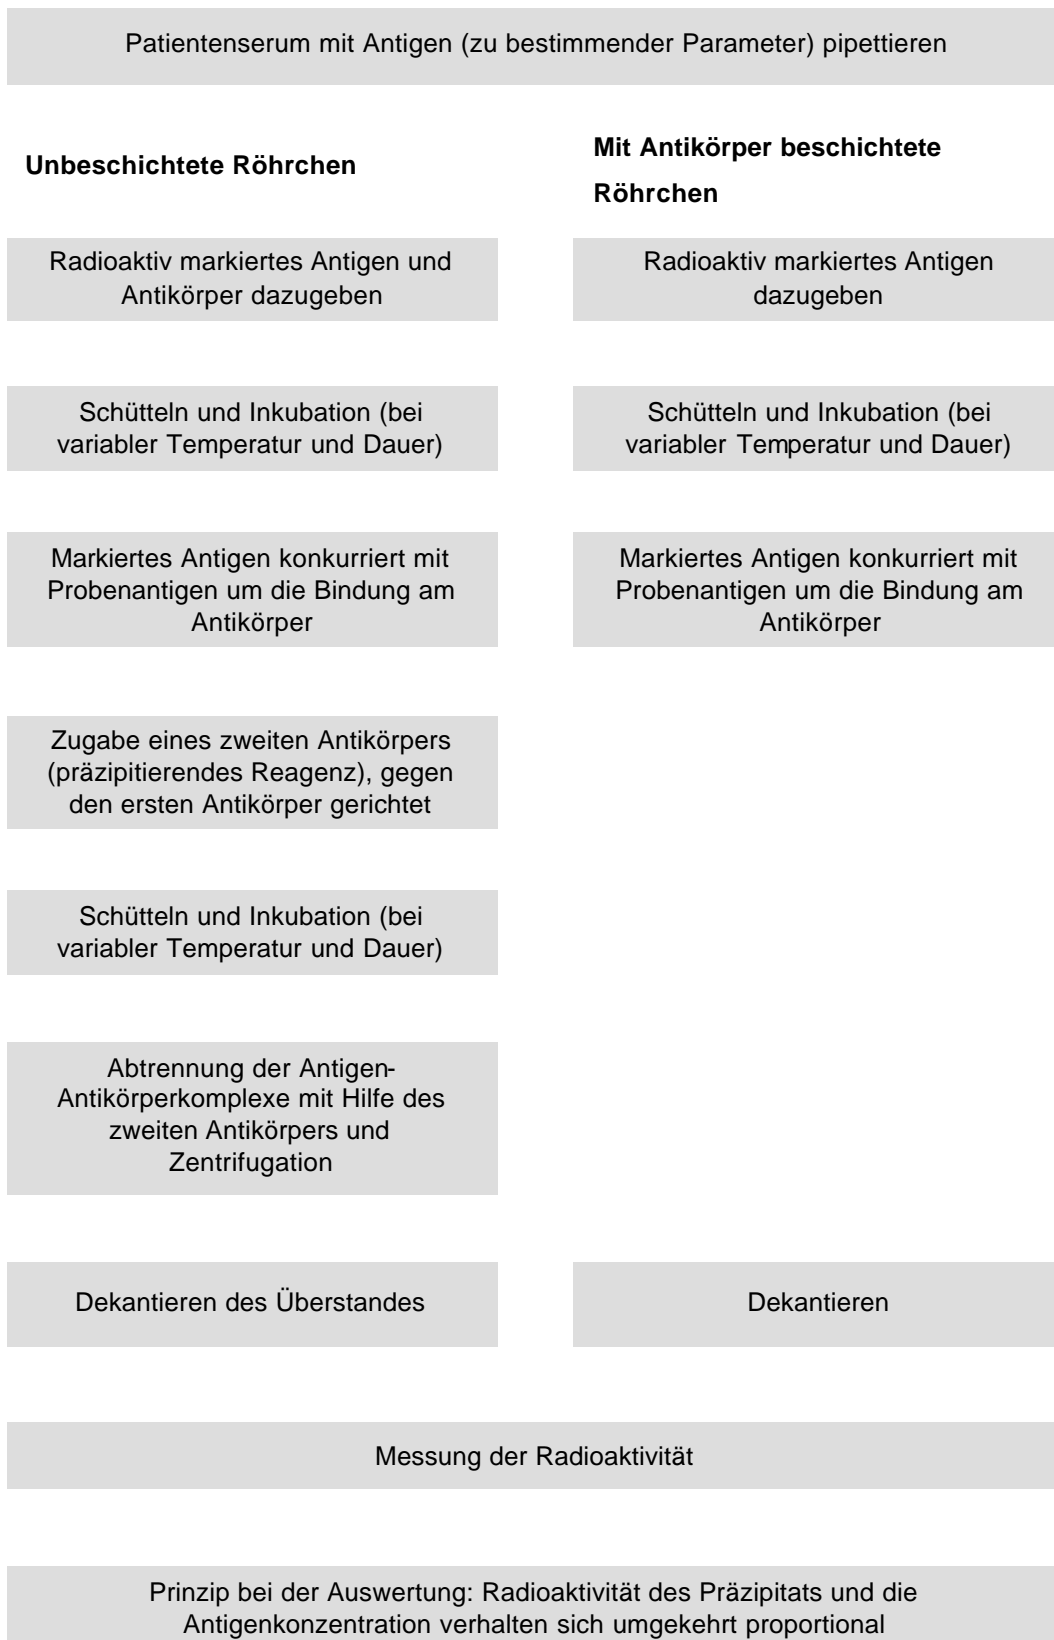 Patientenserum mit Antigen (zu bestimmender Parameter) pipettieren
Unbeschichtete Röhrchen
Mit Antikörper beschichtete
Röhrchen
Radioaktiv markiertes Antigen und
Antikörper dazugeben
Radioaktiv markiertes Antigen
dazugeben
Schütteln und Inkubation (bei
variabler Temperatur und Dauer)
Schütteln und Inkubation (bei
variabler Temperatur und Dauer)
Markiertes Antigen konkurriert mit
Probenantigen um die Bindung am
Antikörper
Markiertes Antigen konkurriert mit
Probenantigen um die Bindung am
Antikörper
Zugabe eines zweiten Antikörpers
(präzipitierendes Reagenz), gegen
den ersten Antikörper gerichtet
Schütteln und Inkubation (bei
variabler Temperatur und Dauer)
Abtrennung der Antigen-
Antikörperkomplexe mit Hilfe des
zweiten Antikörpers und
Zentrifugation
Dekantieren des Überstandes
Dekantieren
Messung der Radioaktivität
Prinzip bei der Auswertung: Radioaktivität des Präzipitats und die
Antigenkonzentration verhalten sich umgekehrt proportional